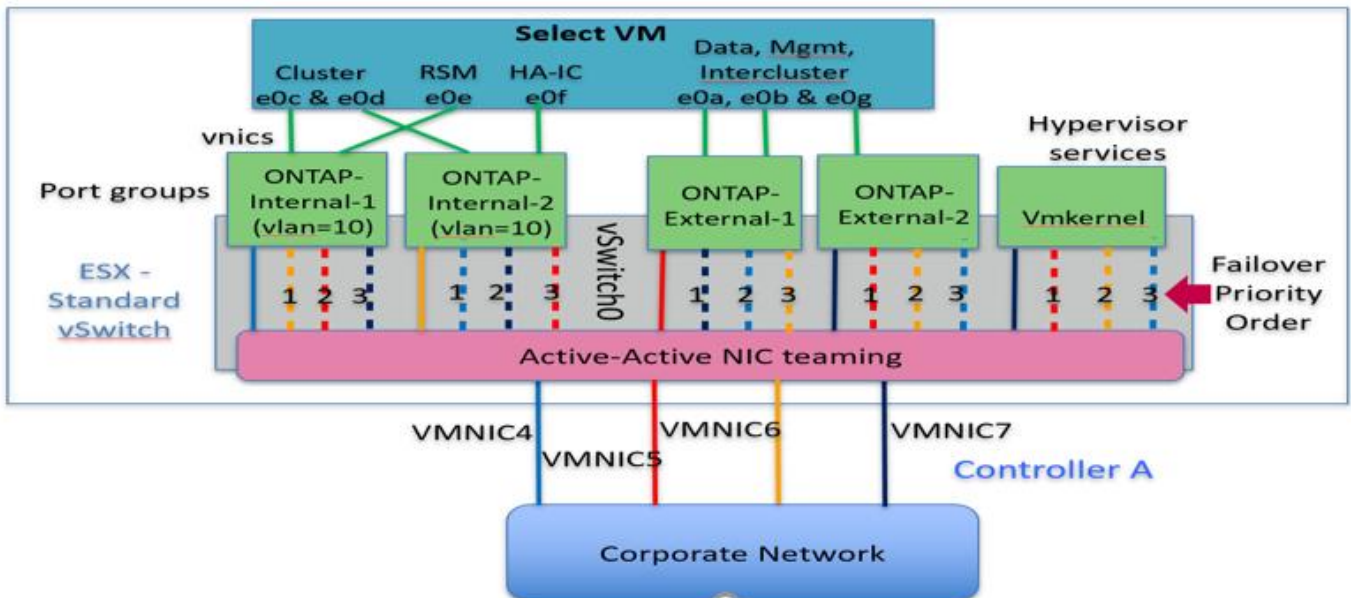 Select VM
Cluster
e0c & e0d
RSM
e0e
HA-IC
e0f
Data, Mgmt,
Intercluster
e0a, e0b & e0g
vnics
Hypervisor
services
Port groups
ONTAP-
Internal-1
(vlan=10)
ONTAP-
Internal-2
(vlan=10)
ONTAP-
External-1
ONTAP-
External-2
Vmkernel
ESX -
Standard
vSwitch
vSwitch0
1 2 3
1 2 3
1 2 3
1 2 3
1 2 3
Failover
Priority
Order
Active-Active NIC teaming
VMNIC4
VMNIC5
VMNIC6
VMNIC7
Controller A
Corporate Network